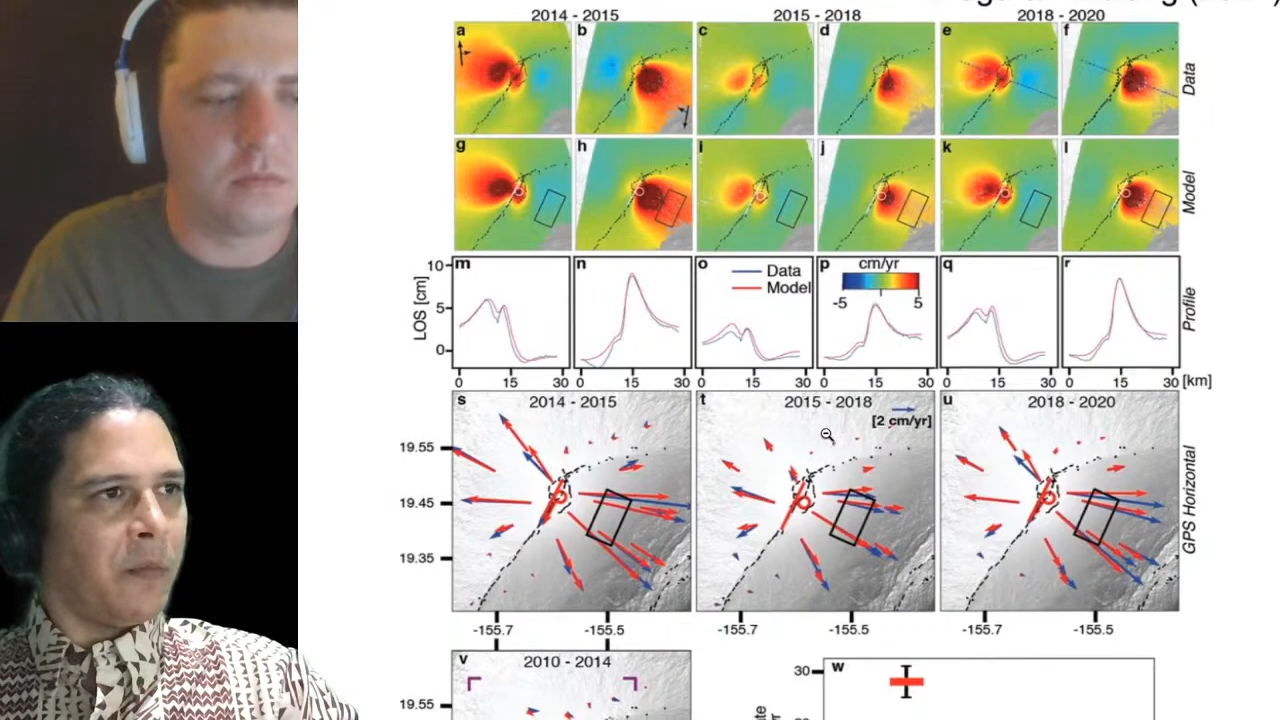 2014 - 2015 2015 - 2018 2018 - 2020
a b c d e f Data
g h i j k l Model
m n o p q r Profile
Data
Model
cm/yr
-5 5
LOS [cm]
10
5
0
0 15 30 0 15 30 0 15 30 0 15 30 0 15 30 0 15 30 [km]
s 2014 - 2015 t 2015 - 2018 u 2018 - 2020
[2 cm/yr]
19.55
19.45
19.35
GPS Horizontal
-155.7 -155.5 -155.7 -155.5 -155.7 -155.5
v 2010 - 2014 w
30
19.55